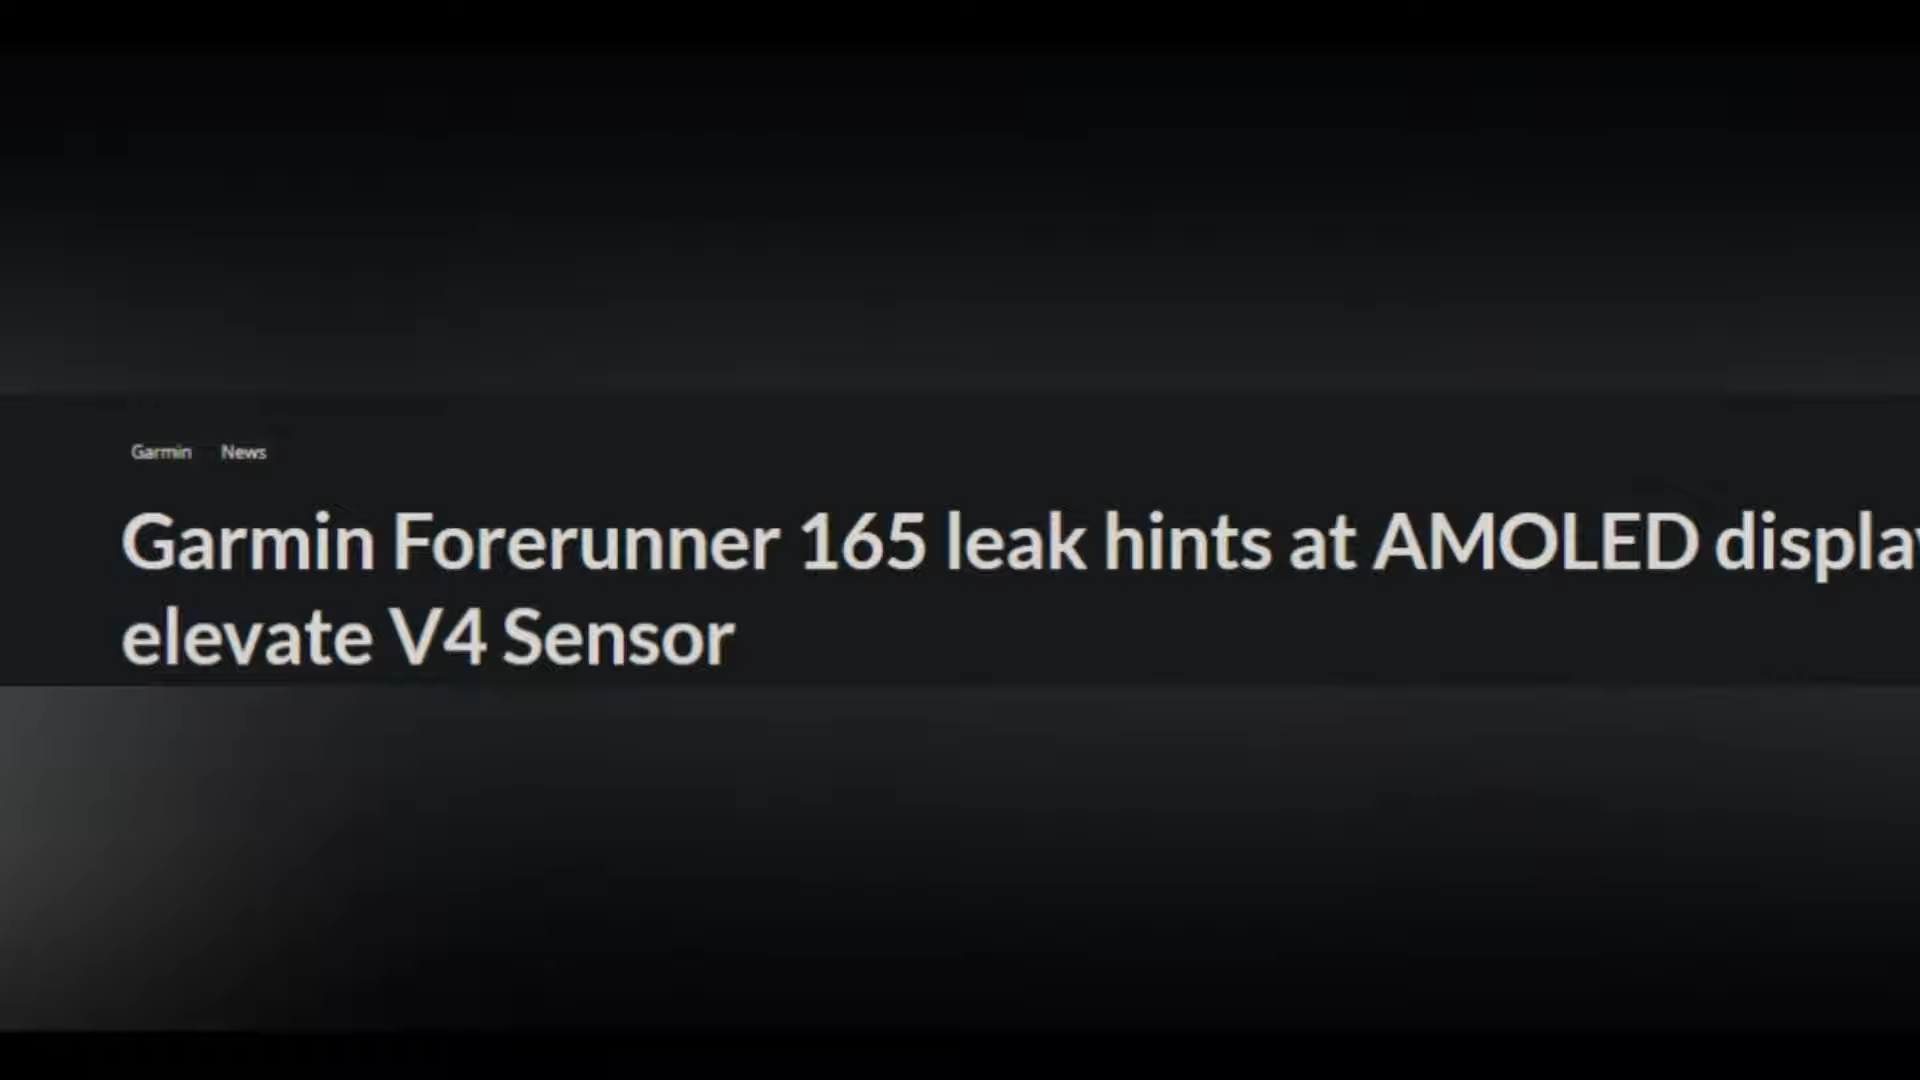 Garmin News
Garmin Forerunner 165 leak hints at AMOLED
elevate V4 Sensor